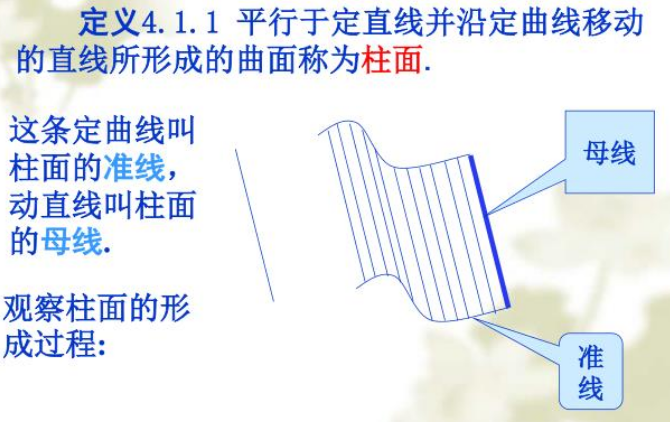 定义4.1.1 平行于定直线并沿定曲线移动
的直线所形成的曲面称为柱面.
这条定曲线叫
柱面的准线，
动直线叫柱面
的母线.
观察柱面的形
成过程:
母线
准
线